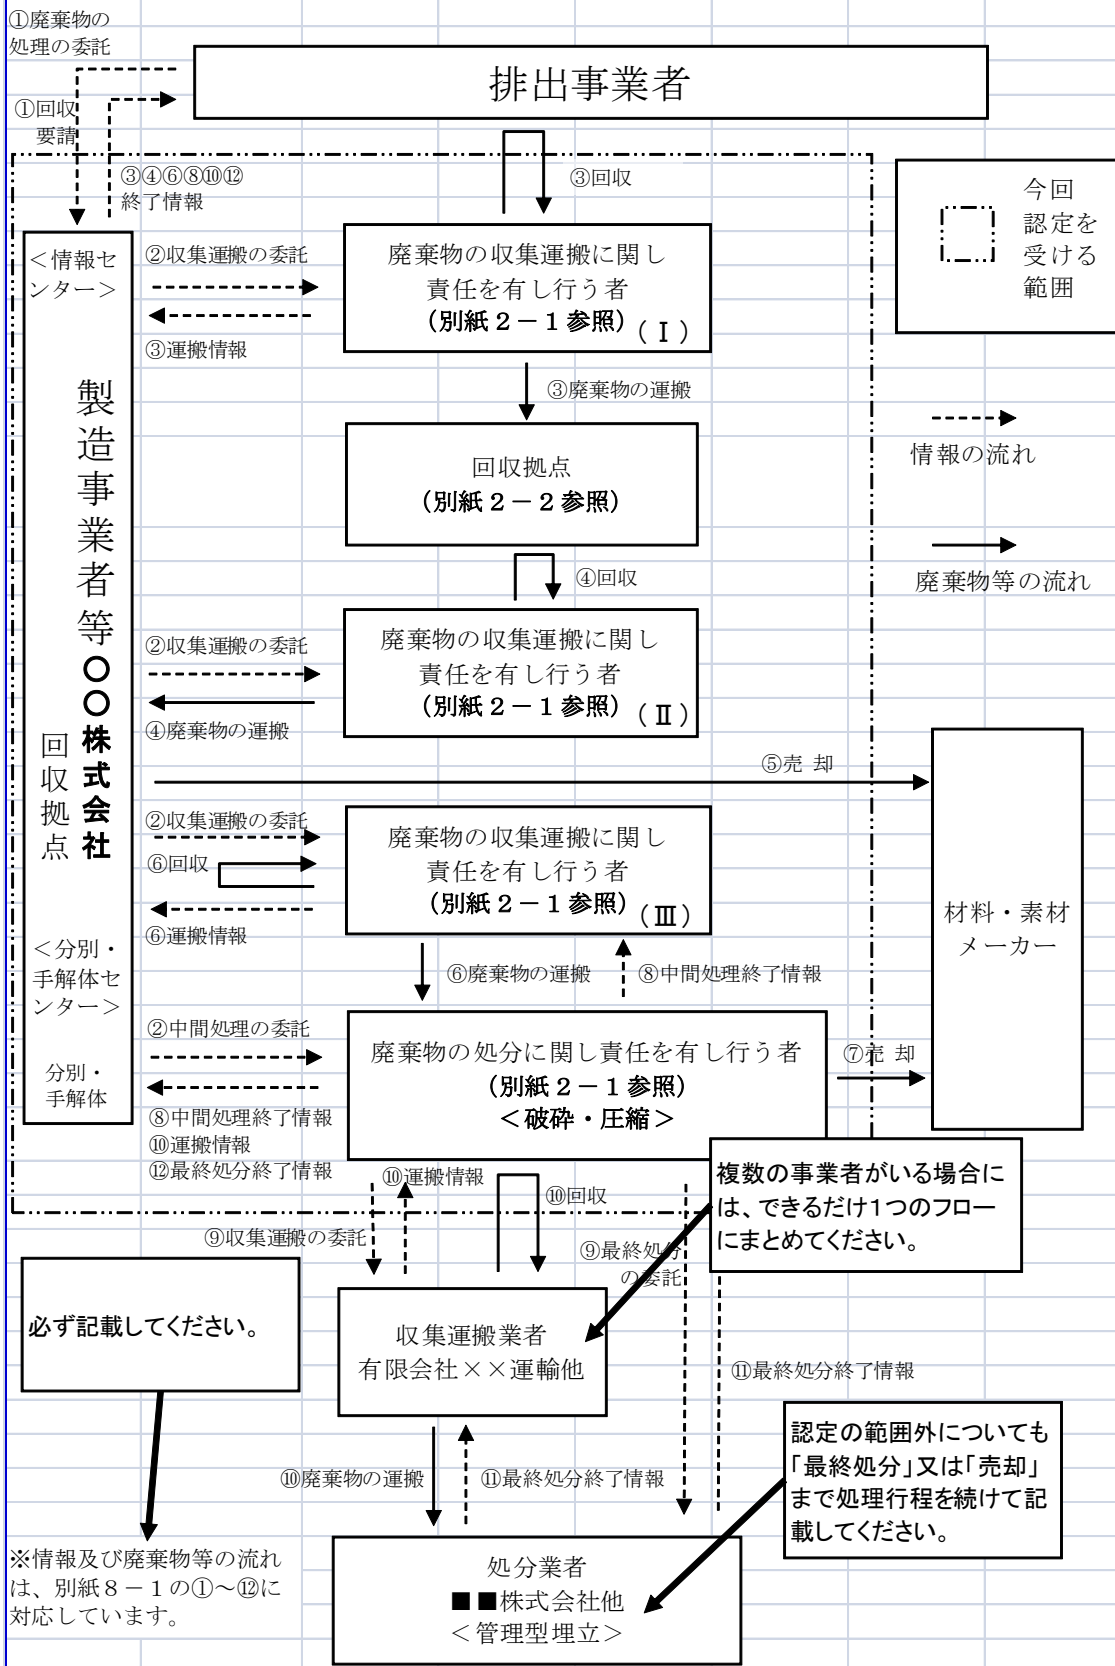 ①廃棄物の
処理の委託
排出事業者
①回収
要請
③④⑥⑧⑩⑫
終了情報
③回収
今回
認定を
受ける
範囲
<情報セ
ンター>
②収集運搬の委託
③運搬情報
廃棄物の収集運搬に関し
責任を有し行う者
(別紙2-1参照)
(Ⅰ)
③廃棄物の運搬
製造事業者等〇〇株式会社
回収拠点
回収拠点
(別紙2-2参照)
情報の流れ
④回収
廃棄物等の流れ
②収集運搬の委託
④廃棄物の運搬
廃棄物の収集運搬に関し
責任を有し行う者
(別紙2-1参照)
(Ⅱ)
⑤売 却
②収集運搬の委託
⑥回収
⑥運搬情報
廃棄物の収集運搬に関し
責任を有し行う者
(別紙2-1参照)
(Ⅲ)
材料・素材
メーカー
<分別・
手解体セ
ンター>
⑥廃棄物の運搬
⑧中間処理終了情報
②中間処理の委託
廃棄物の処分に関し責任を有し行う者
(別紙2-1参照)
<破砕・圧縮>
⑦売 却
分別・
手解体
⑧中間処理終了情報
⑩運搬情報
⑫最終処分終了情報
⑩運搬情報
⑩回収
複数の事業者がいる場合に
は、できるだけ1つのフロー
にまとめてください。
⑨収集運搬の委託
⑨最終処分
の委託
必ず記載してください。
収集運搬業者
有限会社××運輸他
⑪最終処分終了情報
認定の範囲外についても
「最終処分」又は「売却」
まで処理行程を続けて記
載してください。
⑩廃棄物の運搬
⑪最終処分終了情報
※情報及び廃棄物等の流れ
は、別紙8-1の①～⑫に
対応しています。
処分業者
■■株式会社他
<管理型埋立>